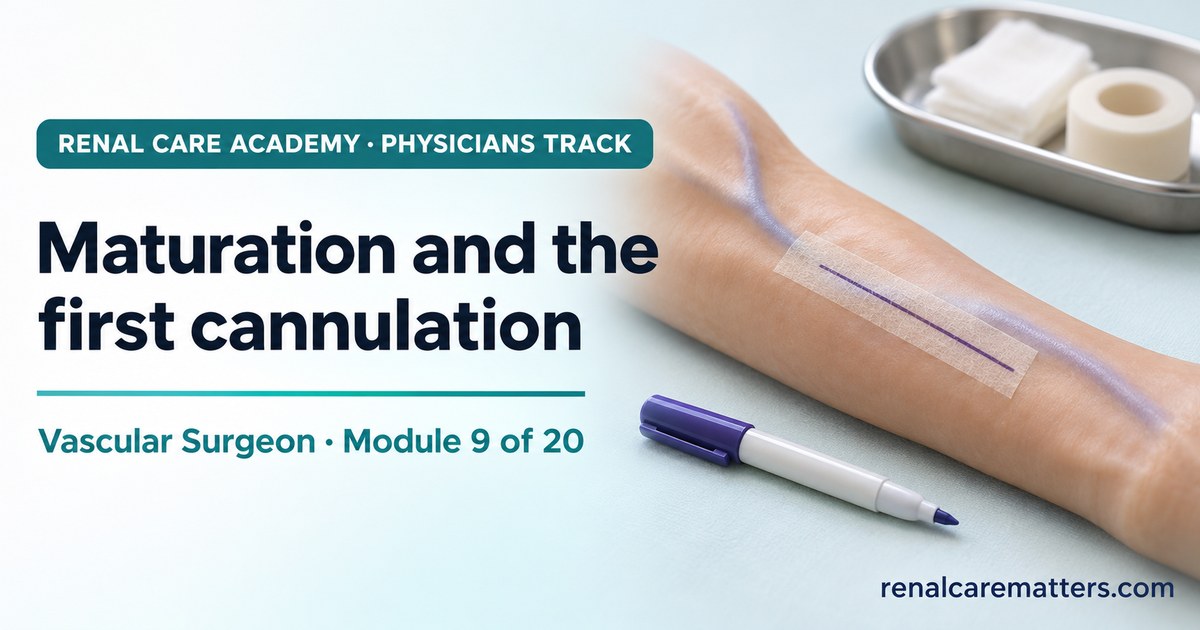 RENAL CARE ACADEMY · PHYSICIANS TRACK
Maturation and the
first cannulation
Vascular Surgeon · Module 9 of 20
renalcarematters.com